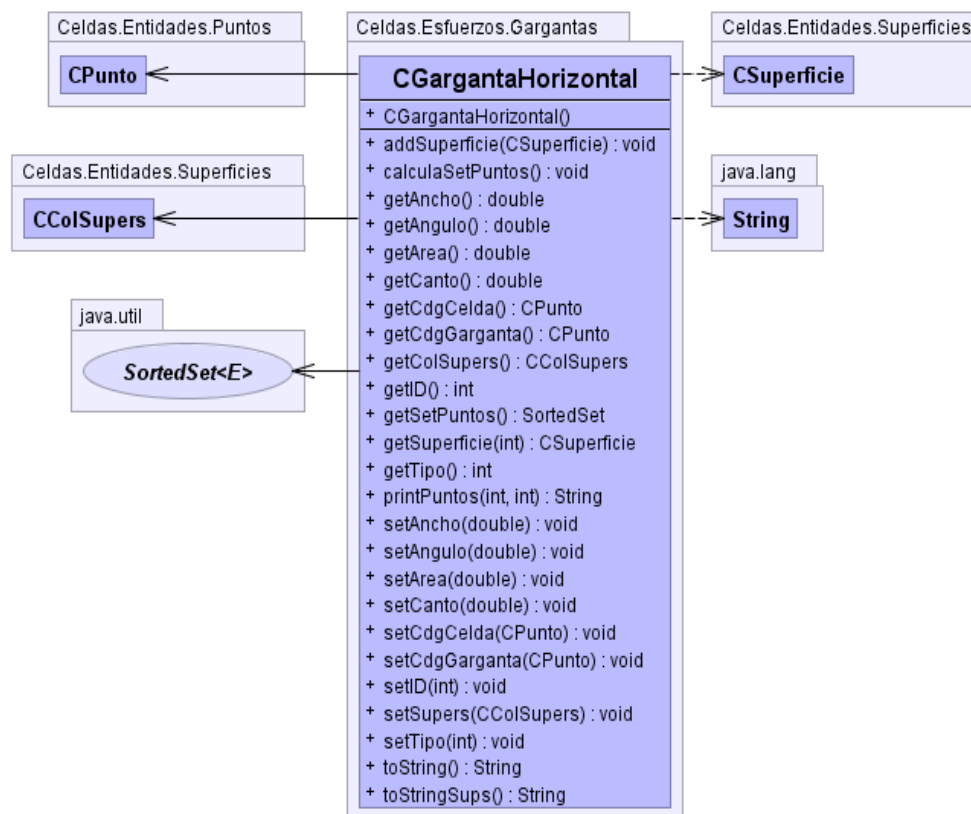 Celdas.Entidades.Puntos
CPunto
Celdas.Entidades.Superficies
CColSupers
java.util
SortedSet<E>
Celdas.Esfuerzos.Gargantas
CGargantaHorizontal
+ CGargantaHorizontal()
+ addSuperficie(CSuperficie) : void
+ calculaSetPuntos() : void
+ getAncho() : double
+ getAngulo() : double
+ getArea() : double
+ getCanto() : double
+ getCdgCelda() : CPunto
+ getCdgGarganta() : CPunto
+ getColSupers() : CColSupers
+ getID() : int
+ getSetPuntos() : SortedSet
+ getSuperficie(int) : CSuperficie
+ getTipo() : int
+ printPuntos(int, int) : String
+ setAncho(double) : void
+ setAngulo(double) : void
+ setArea(double) : void
+ setCanto(double) : void
+ setCdgCelda(CPunto) : void
+ setCdgGarganta(CPunto) : void
+ setID(int) : void
+ setSupers(CColSupers) : void
+ setTipo(int) : void
+ toString() : String
+ toStringSups() : String
Celdas.Entidades.Superficies
CSuperficie
java.lang
String